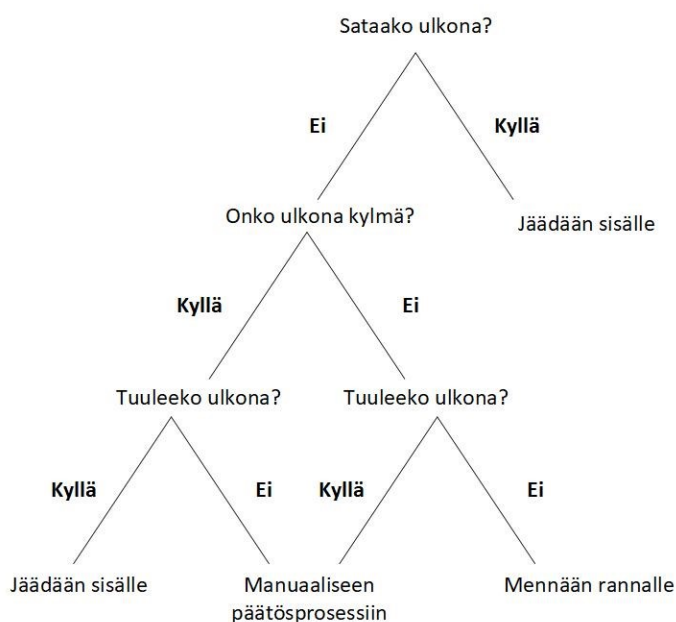 Sataako ulkona?
Ei
Kyllä
Onko ulkona kylmä?
Jäädään sisälle
Kyllä
Ei
Tuuleeko ulkona?
Tuuleeko ulkona?
Kyllä
Ei
Kyllä
Ei
Jäädään sisälle
Manuaaliseen
päätösprosessiin
Mennään rannalle